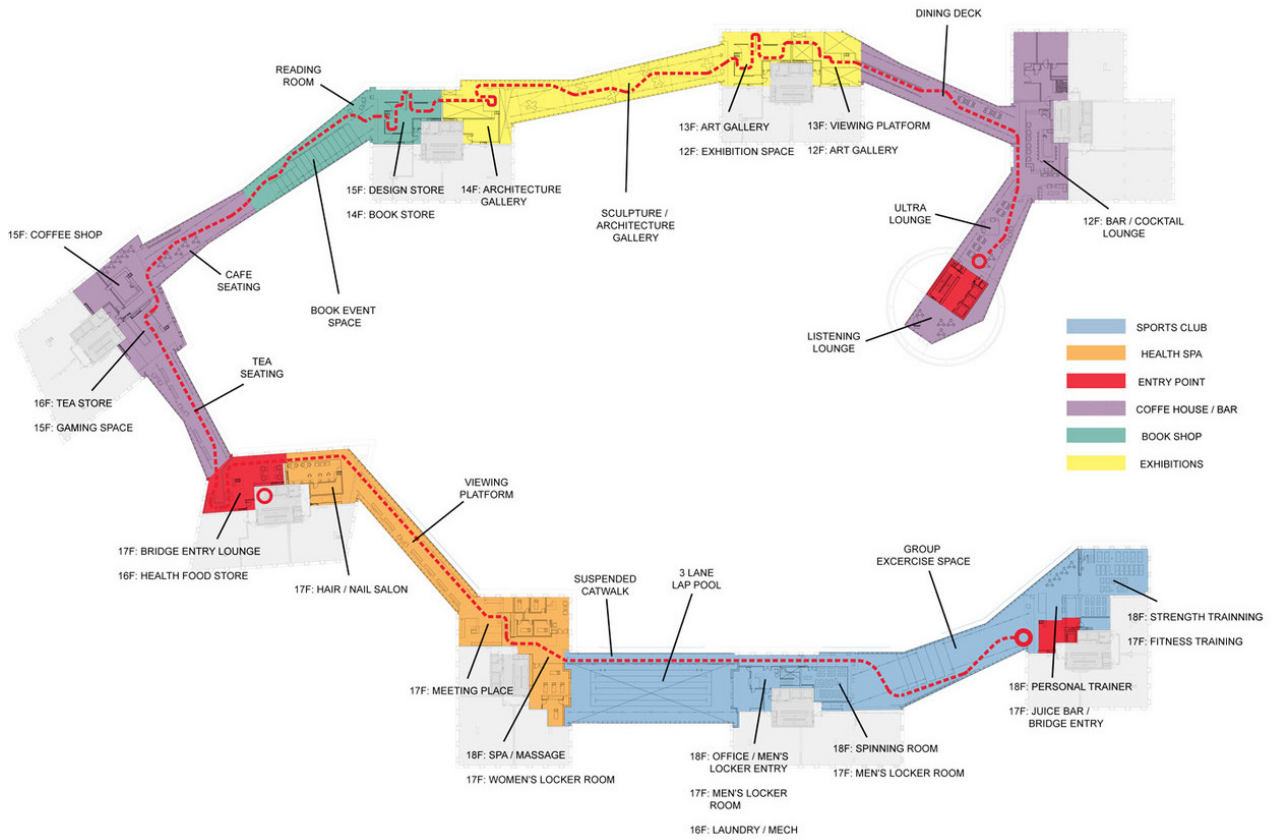 DINING DECK
READING
ROOM
13F: ART GALLERY
12F: EXHIBITION SPACE
13F: VIEWING PLATFORM
12F: ART GALLERY
15F: DESIGN STORE
14F: BOOK STORE
14F: ARCHITECTURE
GALLERY
SCULPTURE /
ARCHITECTURE
GALLERY
ULTRA
LOUNGE
12F: BAR / COCKTAIL
LOUNGE
15F: COFFEE SHOP
CAFE
SEATING
BOOK EVENT
SPACE
LISTENING
LOUNGE
TEA
SEATING
16F: TEA STORE
15F: GAMING SPACE
SPORTS CLUB
HEALTH SPA
ENTRY POINT
COFFE HOUSE / BAR
BOOK SHOP
EXHIBITIONS
VIEWING
PLATFORM
17F: BRIDGE ENTRY LOUNGE
16F: HEALTH FOOD STORE
17F: HAIR / NAIL SALON
SUSPENDED
CATWALK
3 LANE
LAP POOL
GROUP
EXCERCISE SPACE
18F: STRENGTH TRAINNING
17F: FITNESS TRAINING
17F: MEETING PLACE
18F: PERSONAL TRAINER
17F: JUICE BAR /
BRIDGE ENTRY
18F: SPA / MASSAGE
17F: WOMEN'S LOCKER ROOM
18F: OFFICE / MEN'S
LOCKER ENTRY
17F: MEN'S LOCKER
ROOM
16F: LAUNDRY / MECH
18F: SPINNING ROOM
17F: MEN'S LOCKER ROOM